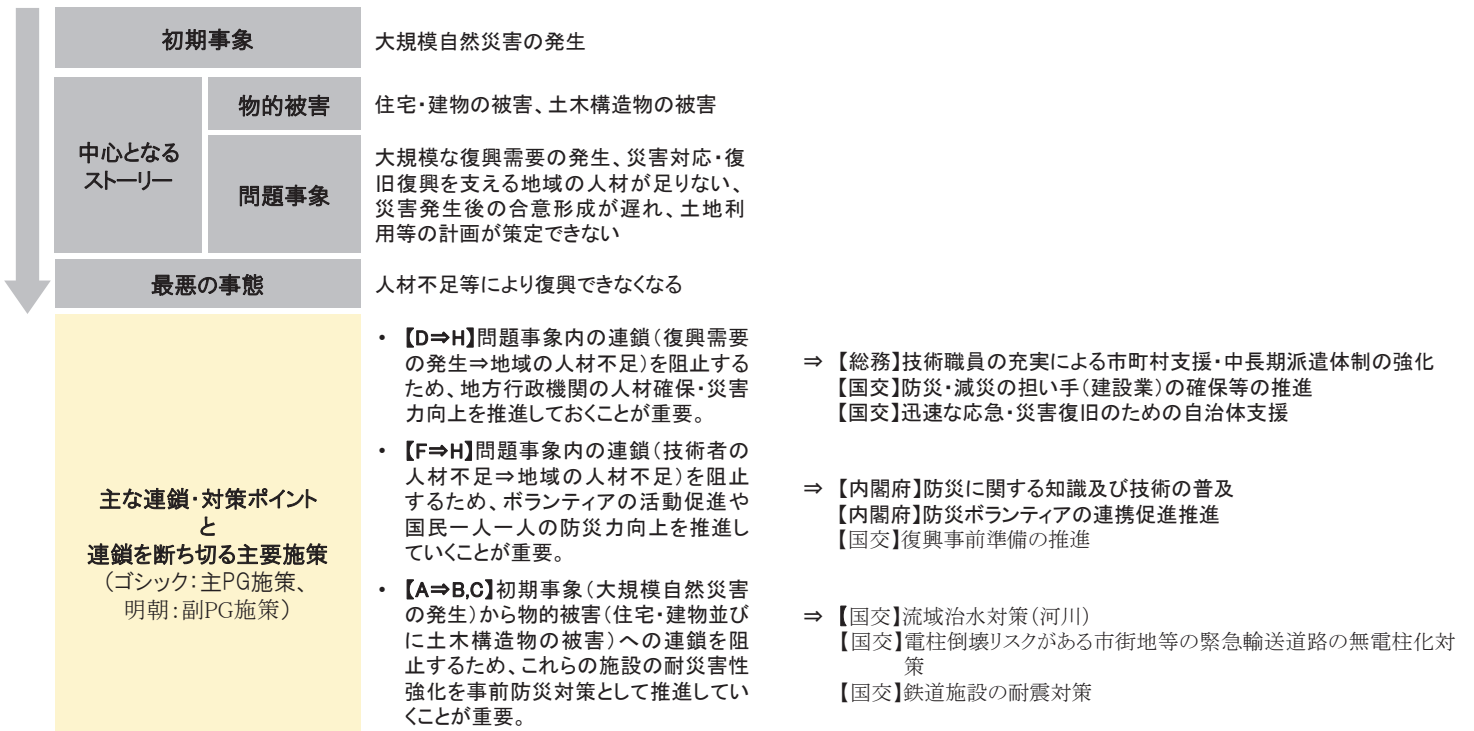 初期事象
大規模自然災害の発生
中心となる
ストーリー
物的被害
住宅・建物の被害、土木構造物の被害
問題事象
大規模な復興需要の発生、災害対応・復
旧復興を支える地域の人材が足りない、
災害発生後の合意形成が遅れ、土地利
用等の計画が策定できない
最悪の事態
人材不足等により復興できなくなる
主な連鎖・対策ポイント
と
連鎖を断ち切る主要施策
（ゴシック：主PG施策、
明朝：副PG施策）
・【D⇒H】問題事象内の連鎖（復興需要
の発生⇒地域の人材不足）を阻止する
ため、地方行政機関の人材確保・災害
力向上を推進しておくことが重要。
⇒【総務】技術職員の充実による市町村支援・中長期派遣体制の強化
【国交】防災・減災の担い手（建設業）の確保等の推進
【国交】迅速な応急・災害復旧のための自治体支援
・【F⇒H】問題事象内の連鎖（技術者の
人材不足⇒地域の人材不足）を阻止
するため、ボランティアの活動促進や
国民一人一人の防災力向上を推進し
ていくことが重要。
⇒【内閣府】防災に関する知識及び技術の普及
【内閣府】防災ボランティアの連携促進推進
【国交】復興事前準備の推進
・【A⇒B,C】初期事象（大規模自然災害
の発生）から物的被害（住宅・建物並び
に土木構造物の被害）への連鎖を阻
止するため、これらの施設の耐災害性
強化を事前防災対策として推進してい
くことが重要。
⇒【国交】流域治水対策（河川）
【国交】電柱倒壊リスクがある市街地等の緊急輸送道路の無電柱化対
策
【国交】鉄道施設の耐震対策